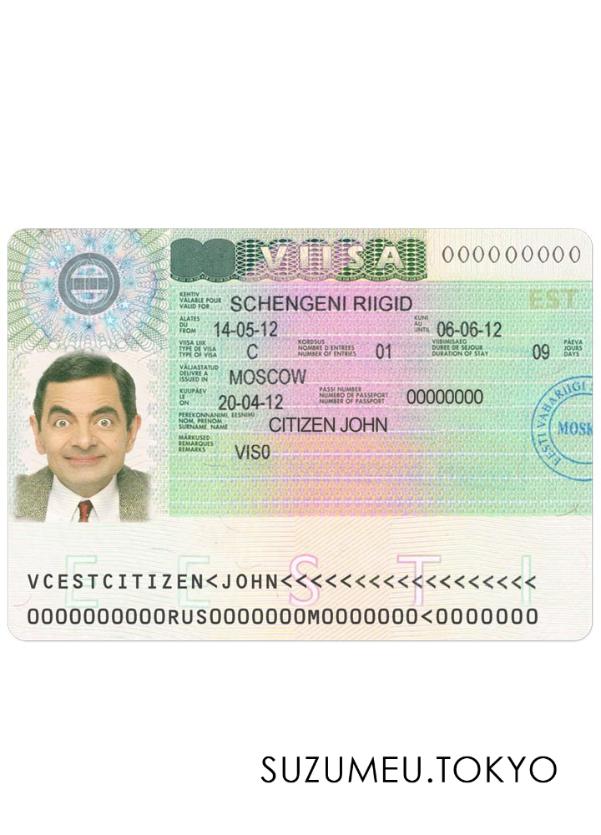 VIISA 000000000
KEHTIV
VALABLE POUR
VALID FOR
SCHENGENI RIIGID
EST
ALATES
DU
FROM
14-05-12
KUNI
AU
UNTIL
06-06-12
VIISA LIIK
TYPE DE VISA
TYPE OF VISA
C
KORDSUS
NOMBRE D'ENTREES
NUMBER OF ENTRIES
01
VIIBIMISAEG
DUREE DE SEJOUR
DURATION OF STAY
09
PÄEVA
JOURS
DAYS
VÄLJASTATUD
DELIVRE A
ISSUED IN
MOSCOW
KUUPÄEV
LE
ON
20-04-12
PASSI NUMBER
NUMERO DE PASSEPORT
NUMBER OF PASSPORT
00000000
PEREKONNANIMI, EESNIMI
NOM, PRENOM
SURNAME, NAME
CITIZEN JOHN
MÄRKUSED
REMARQUES
REMARKS
VIS0
EESTI VABARIIGI
MOSK
EESTI
VCESTCITIZEN<JOHN<<<<<<<<<<<<<<<<<<<
0000000000RUS0000000M0000000<0000000
SUZUMEU.TOKYO